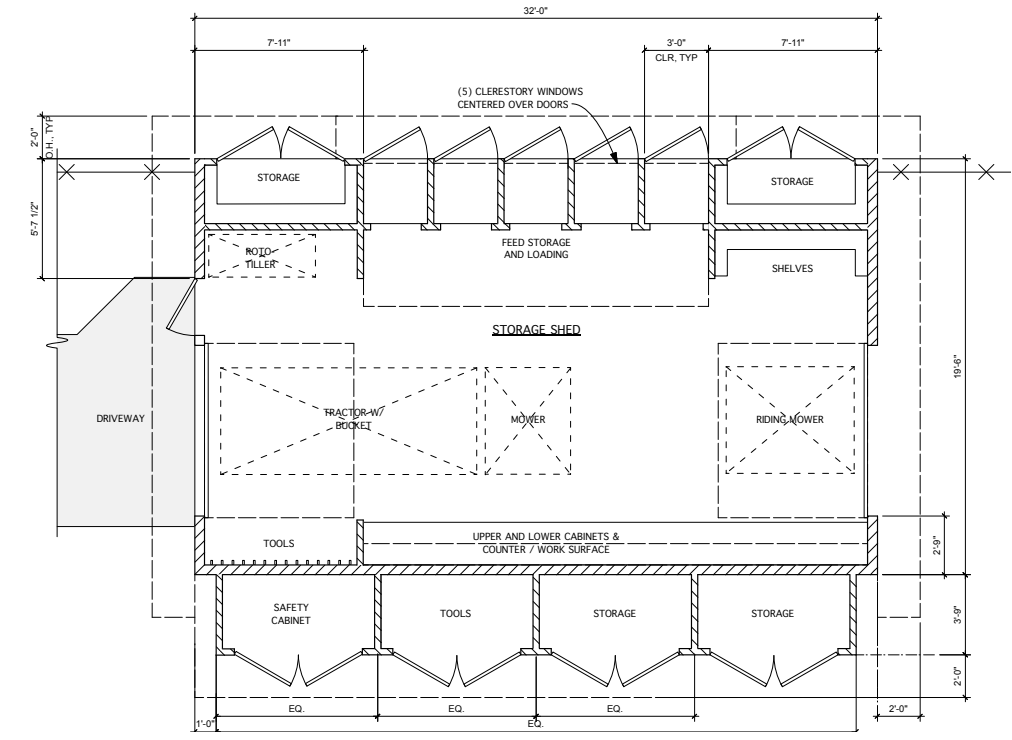 32'-0"
7'-11"
3'-0"
7'-11"
CLR, TYP
(5) CLERESTORY WINDOWS
CENTERED OVER DOORS
2'-0"
O.H., TYP
STORAGE
STORAGE
5'-7 1/2"
FEED STORAGE
AND LOADING
ROTO-
TILLER
SHELVES
STORAGE SHED
19'-6"
DRIVEWAY
TRACTOR W/
BUCKET
MOWER
RIDING MOWER
TOOLS
UPPER AND LOWER CABINETS &
COUNTER / WORK SURFACE
2'-9"
SAFETY
CABINET
TOOLS
STORAGE
STORAGE
3'-9"
2'-0"
EQ.
EQ.
EQ.
2'-0"
1'-0"
EQ.